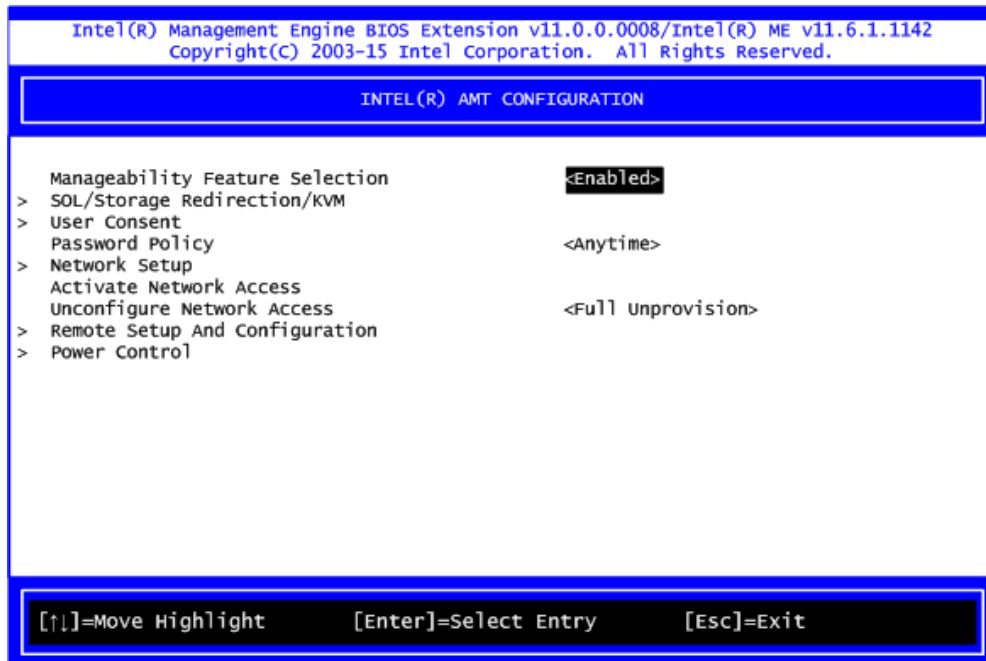 Intel(R) Management Engine BIOS Extension v11.0.0.0008/Intel(R) ME v11.6.1.1142
Copyright(C) 2003-15 Intel Corporation. All Rights Reserved.
INTEL(R) AMT CONFIGURATION
Manageability Feature Selection <Enabled>
> SOL/Storage Redirection/KVM
> User Consent
Password Policy <Anytime>
> Network Setup
Activate Network Access
Unconfigure Network Access <Full Unprovision>
> Remote Setup And Configuration
> Power Control
[↑↓]=Move Highlight [Enter]=Select Entry [Esc]=Exit